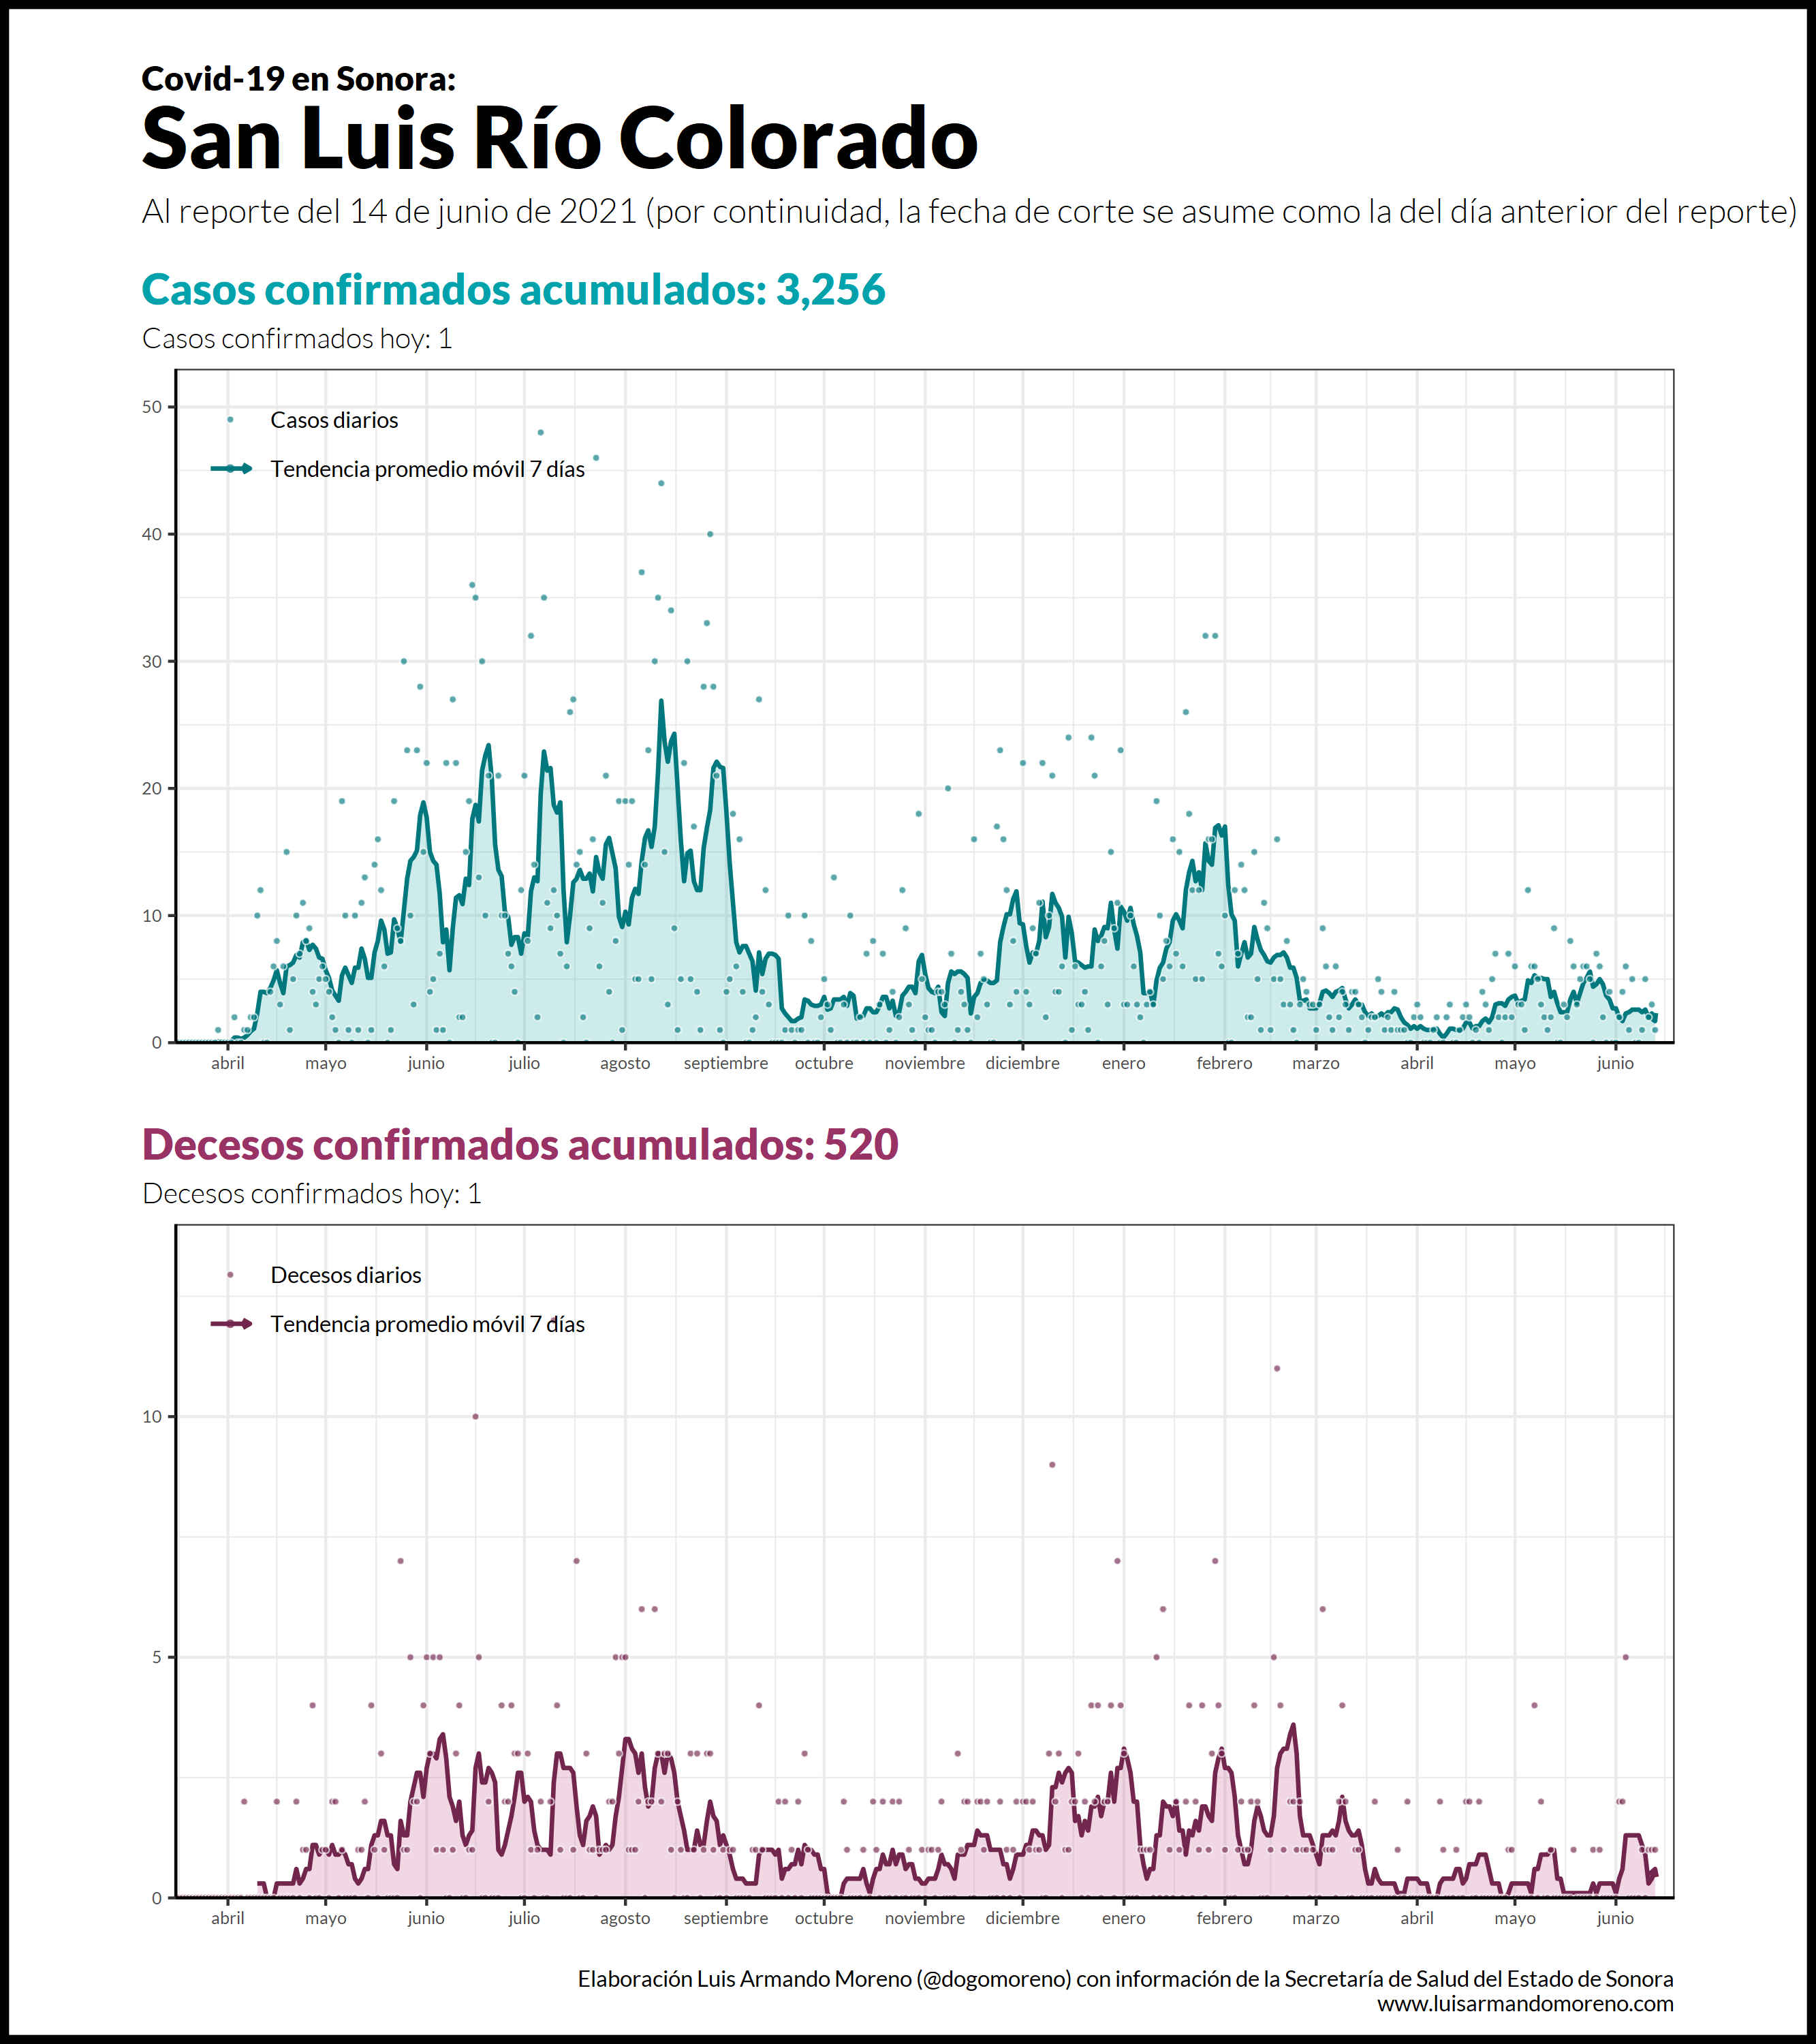 Covid-19 en Sonora:
San Luis Río Colorado
Al reporte del 14 de junio de 2021 (por continuidad, la fecha de corte se asume como la del día anterior del reporte)
Casos confirmados acumulados: 3,256
Casos confirmados hoy: 1
50
Casos diarios
Tendencia promedio móvil 7 días
40
30
20
10
0
abril mayo junio julio agosto septiembre octubre noviembre diciembre enero febrero marzo abril mayo junio
Decesos confirmados acumulados: 520
Decesos confirmados hoy: 1
Decesos diarios
Tendencia promedio móvil 7 días
10
5
0
abril mayo junio julio agosto septiembre octubre noviembre diciembre enero febrero marzo abril mayo junio
Elaboración Luis Armando Moreno (@dogomoreno) con información de la Secretaría de Salud del Estado de Sonora
www.luisarmandomoreno.com